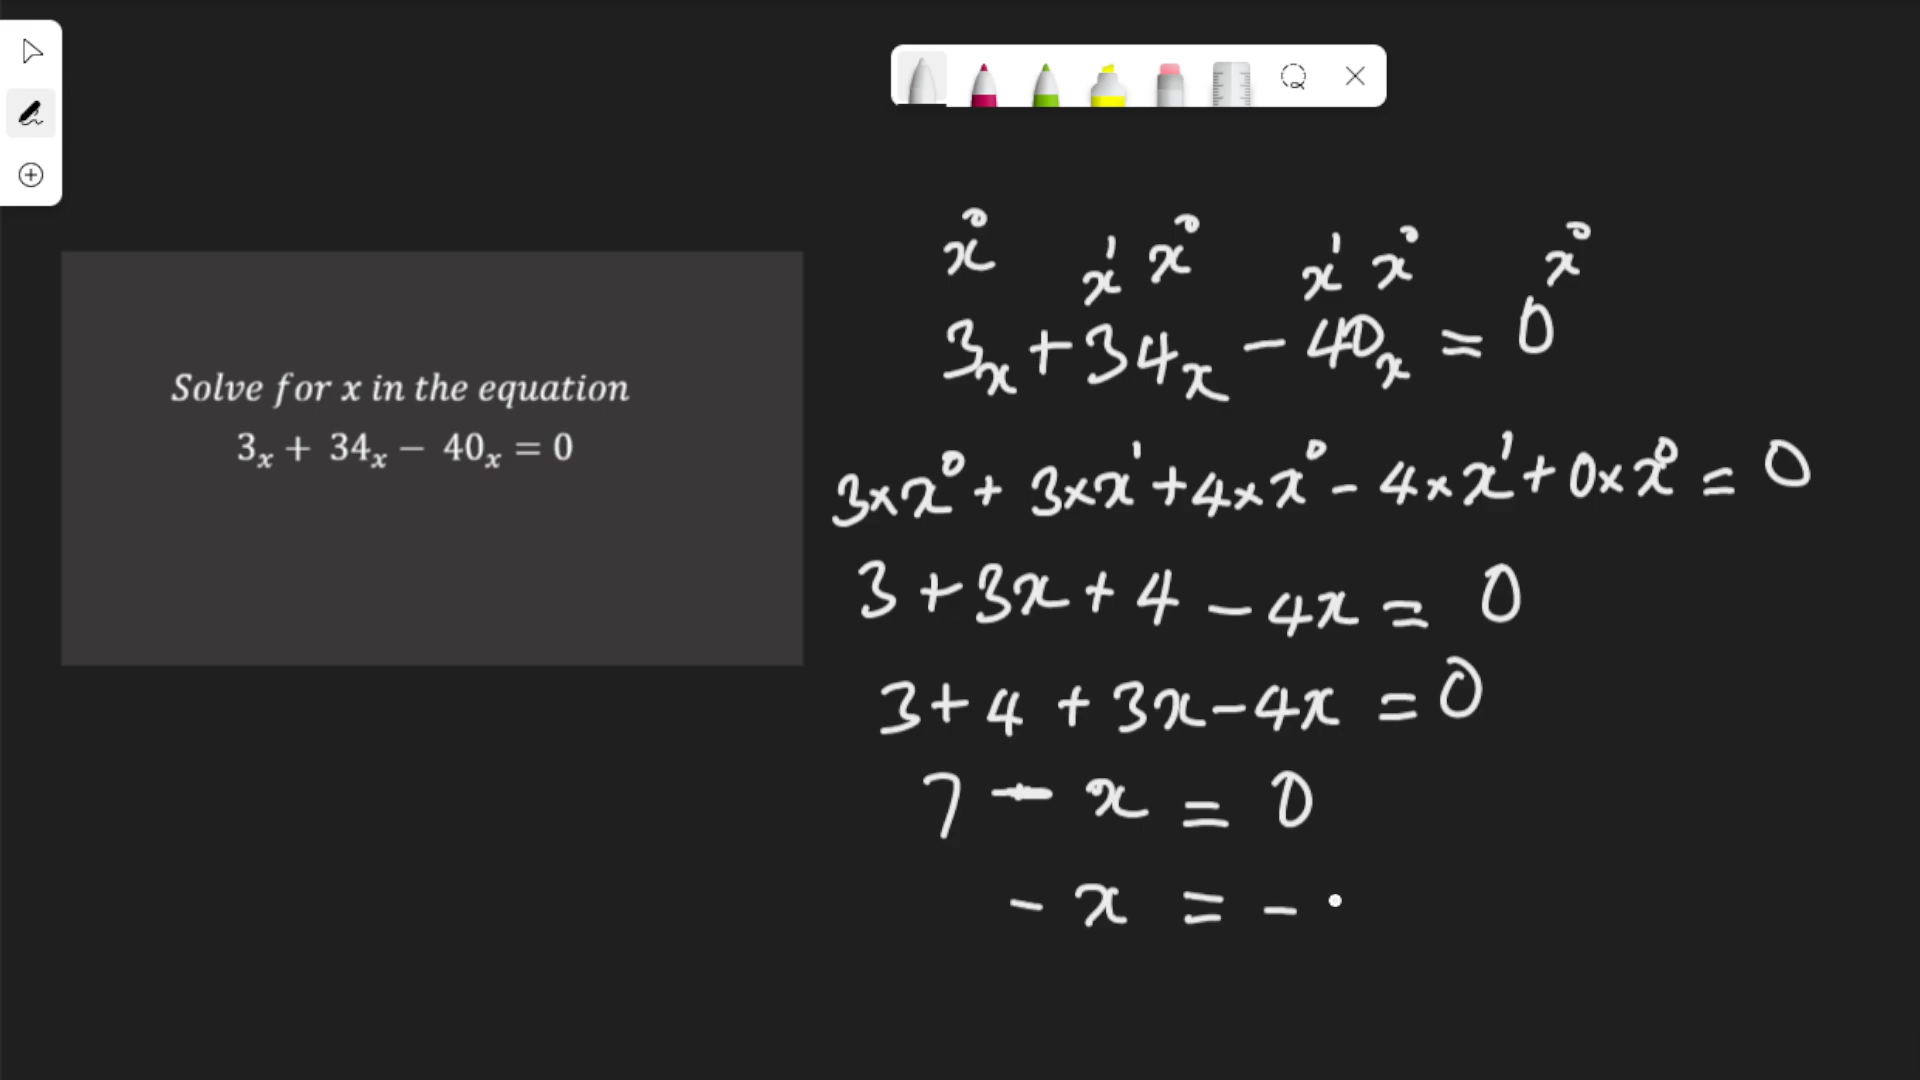 Solve for x in the equation
3ₓ + 34ₓ − 40ₓ = 0
x⁰ x¹ x⁰ x¹ x⁰ x⁰
3ₓ + 34ₓ − 40ₓ = 0
3×x⁰ + 3×x¹ + 4×x⁰ − 4×x¹ + 0×x⁰ = 0
3 + 3x + 4 − 4x = 0
3 + 4 + 3x − 4x = 0
7 − x = 0
− x = −